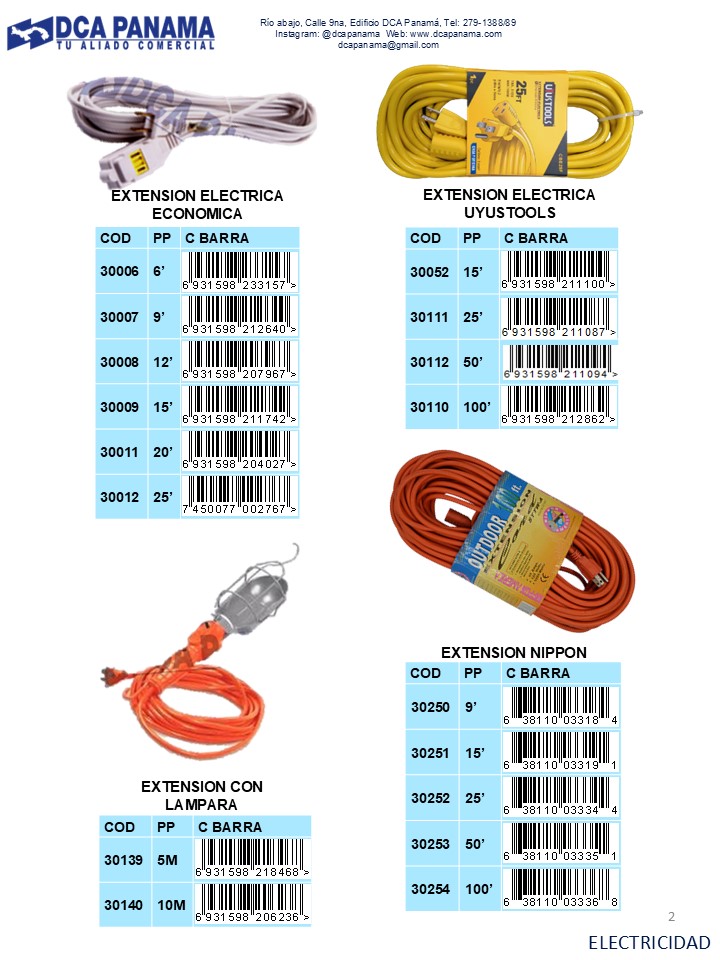 DCA PANAMA
TU ALIADO COMERCIAL
Río abajo, Calle 9na, Edificio DCA Panamá, Tel: 279-1388/89
Instagram: @dcapanama Web: www.dcapanama.com
dcapanama@gmail.com
EXTENSION ELECTRICA
ECONOMICA
COD PP C BARRA
30006 6’ 6 931598 233157 >
30007 9’ 6 931598 212640 >
30008 12’ 6 931598 207967 >
30009 15’ 6 931598 211742 >
30011 20’ 6 931598 204027 >
30012 25’ 7 450077 002767 >
25FT
UYUSTOOLS
EXTENSION ELECTRICA
UYUSTOOLS
COD PP C BARRA
30052 15’ 6 931598 211100 >
30111 25’ 6 931598 211087 >
30112 50’ 6 931598 211094 >
30110 100’ 6 931598 212862 >
OUTDOOR 100 ft.
EXTENSION
EXTENSION NIPPON
COD PP C BARRA
30250 9’ 6 38110 03318 4
30251 15’ 6 38110 03319 1
30252 25’ 6 38110 03334 4
30253 50’ 6 38110 03335 1
30254 100’ 6 38110 03336 8
EXTENSION CON
LAMPARA
COD PP C BARRA
30139 5M 6 931598 218468 >
30140 10M 6 931598 206236 >
2
ELECTRICIDAD